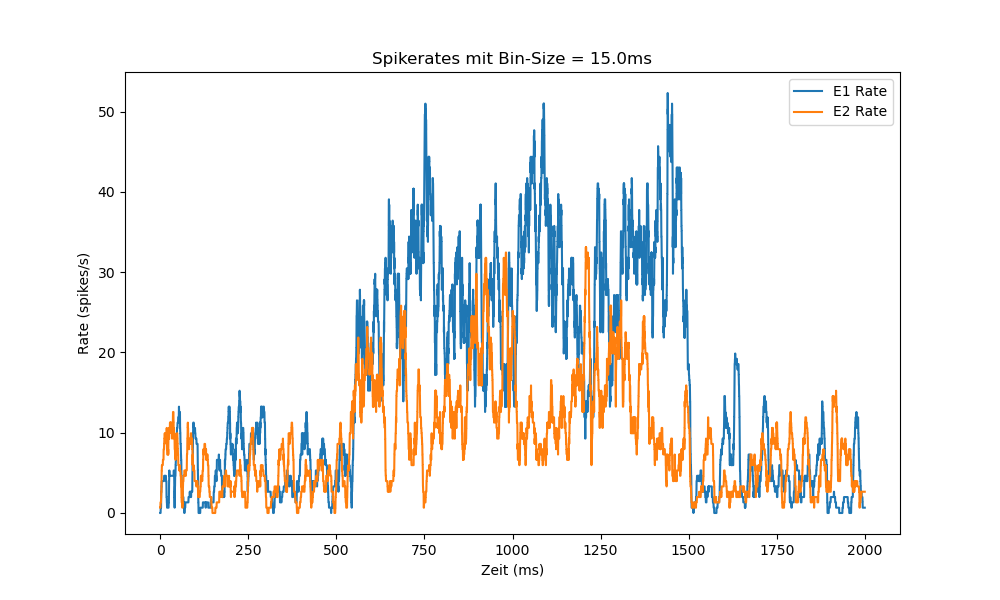 Spikerates mit Bin-Size = 15.0ms
E1 Rate
E2 Rate
50
40
30
20
10
0
Rate (spikes/s)
0 250 500 750 1000 1250 1500 1750 2000
Zeit (ms)